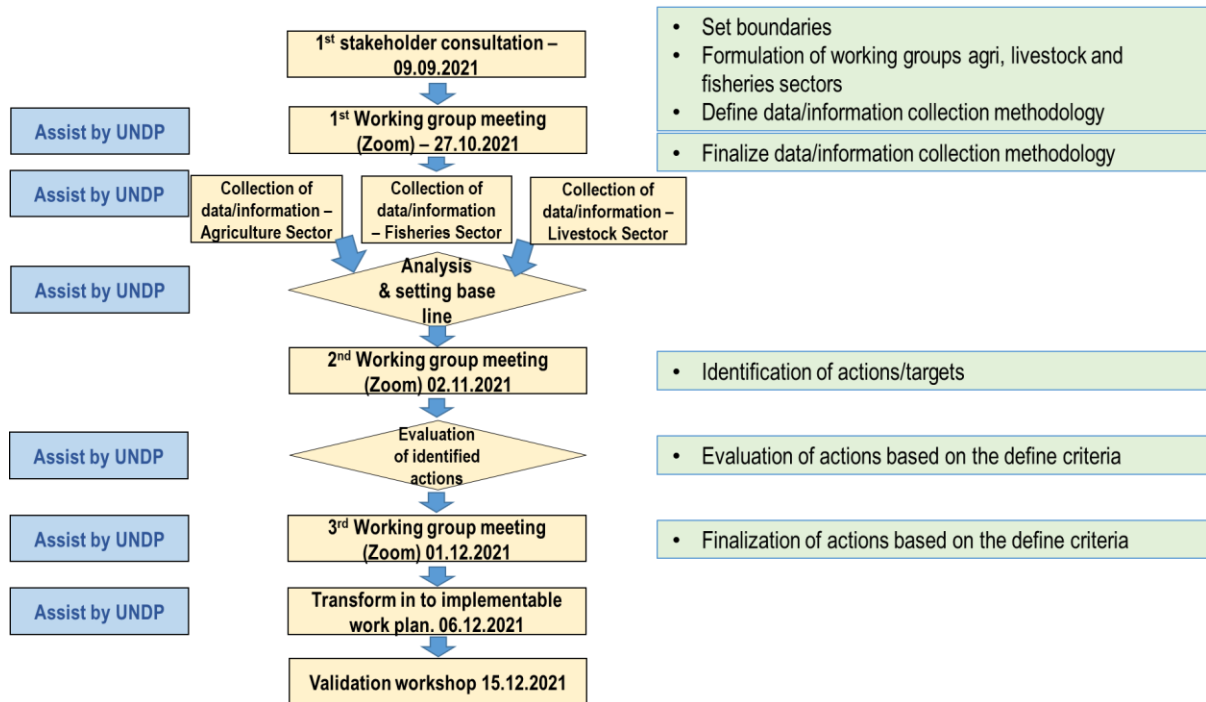 1st stakeholder consultation –
09.09.2021
• Set boundaries
• Formulation of working groups agri, livestock and
fisheries sectors
• Define data/information collection methodology
Assist by UNDP
1st Working group meeting
(Zoom) – 27.10.2021
• Finalize data/information collection methodology
Assist by UNDP
Collection of
data/information –
Agriculture Sector
Collection of
data/information
– Fisheries Sector
Collection of
data/information –
Livestock Sector
Assist by UNDP
Analysis
& setting base
line
2nd Working group meeting
(Zoom) 02.11.2021
• Identification of actions/targets
Assist by UNDP
Evaluation
of identified
actions
• Evaluation of actions based on the define criteria
Assist by UNDP
3rd Working group meeting
(Zoom) 01.12.2021
• Finalization of actions based on the define criteria
Assist by UNDP
Transform in to implementable
work plan. 06.12.2021
Validation workshop 15.12.2021